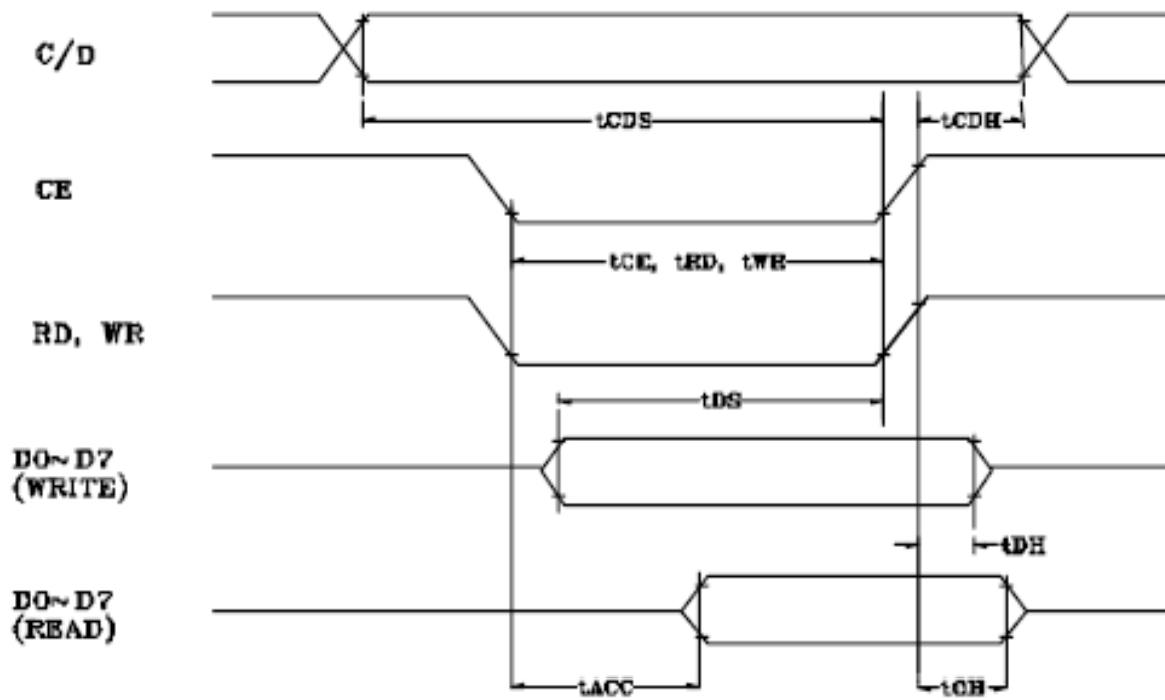 C/D
tCDS
tCDH
CE
tCE, tRD, tWR
RD, WR
tDS
D0~D7
(WRITE)
tDH
D0~D7
(READ)
tACC
tOH